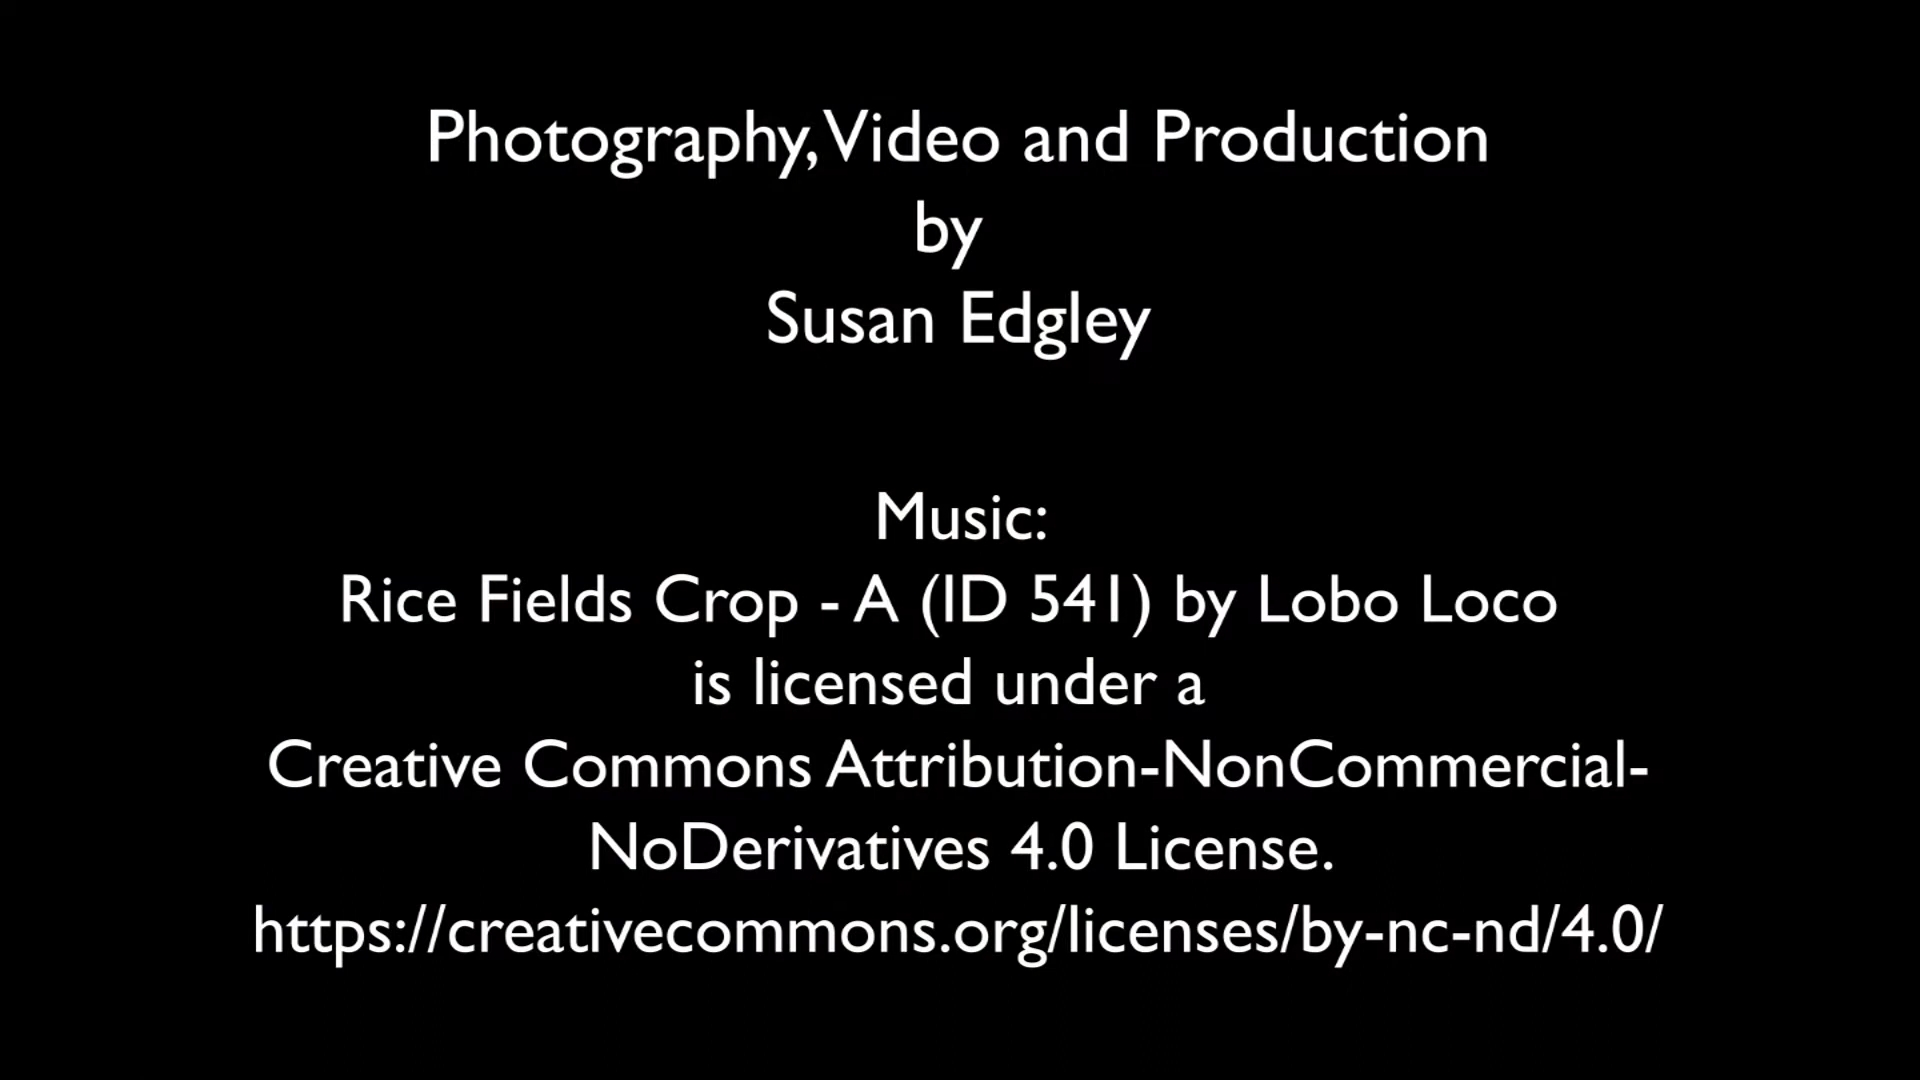 Photography, Video and Production
by
Susan Edgley
Music:
Rice Fields Crop - A (ID 541) by Lobo Loco
is licensed under a
Creative Commons Attribution-NonCommercial-
NoDerivatives 4.0 License.
https://creativecommons.org/licenses/by-nc-nd/4.0/